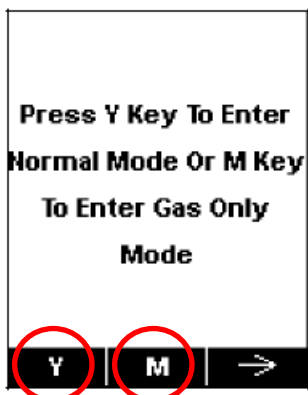 Press Y Key To Enter
Normal Mode Or M Key
To Enter Gas Only
Mode
Y M →